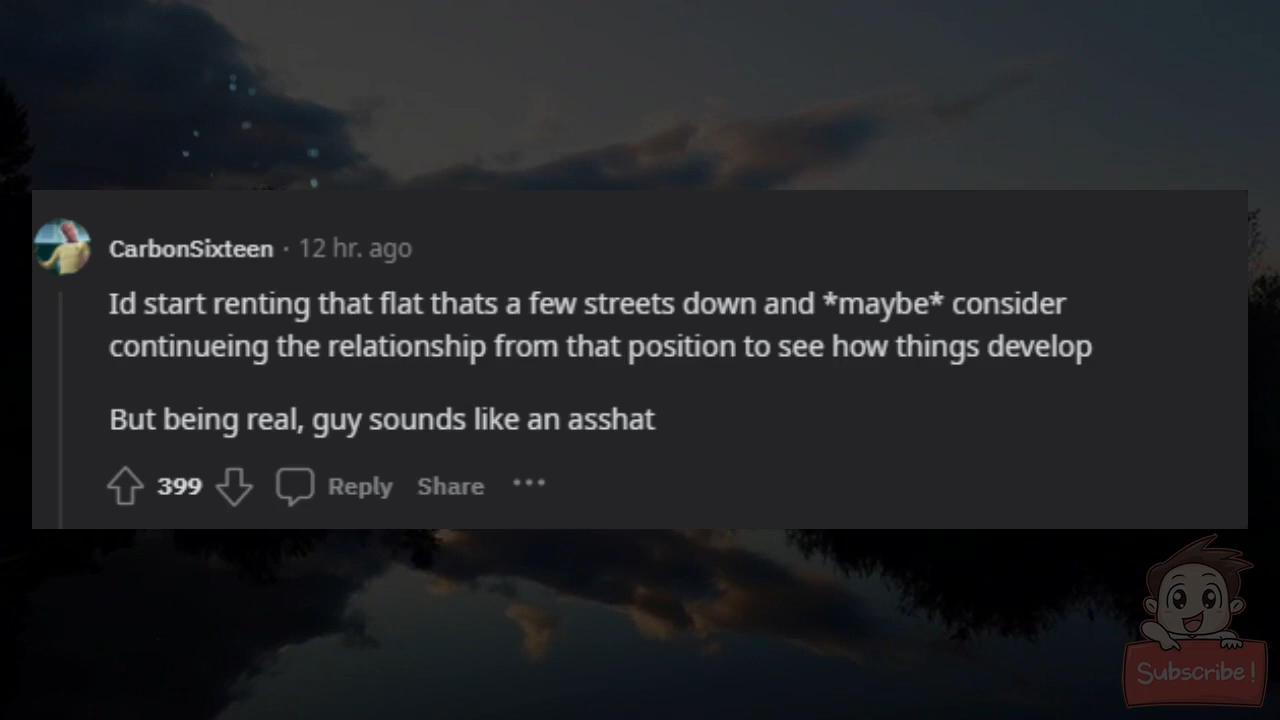 CarbonSixteen · 12 hr. ago
Id start renting that flat thats a few streets down and *maybe* consider
continueing the relationship from that position to see how things develop
But being real, guy sounds like an asshat
399 Reply Share ···
Subscribe!